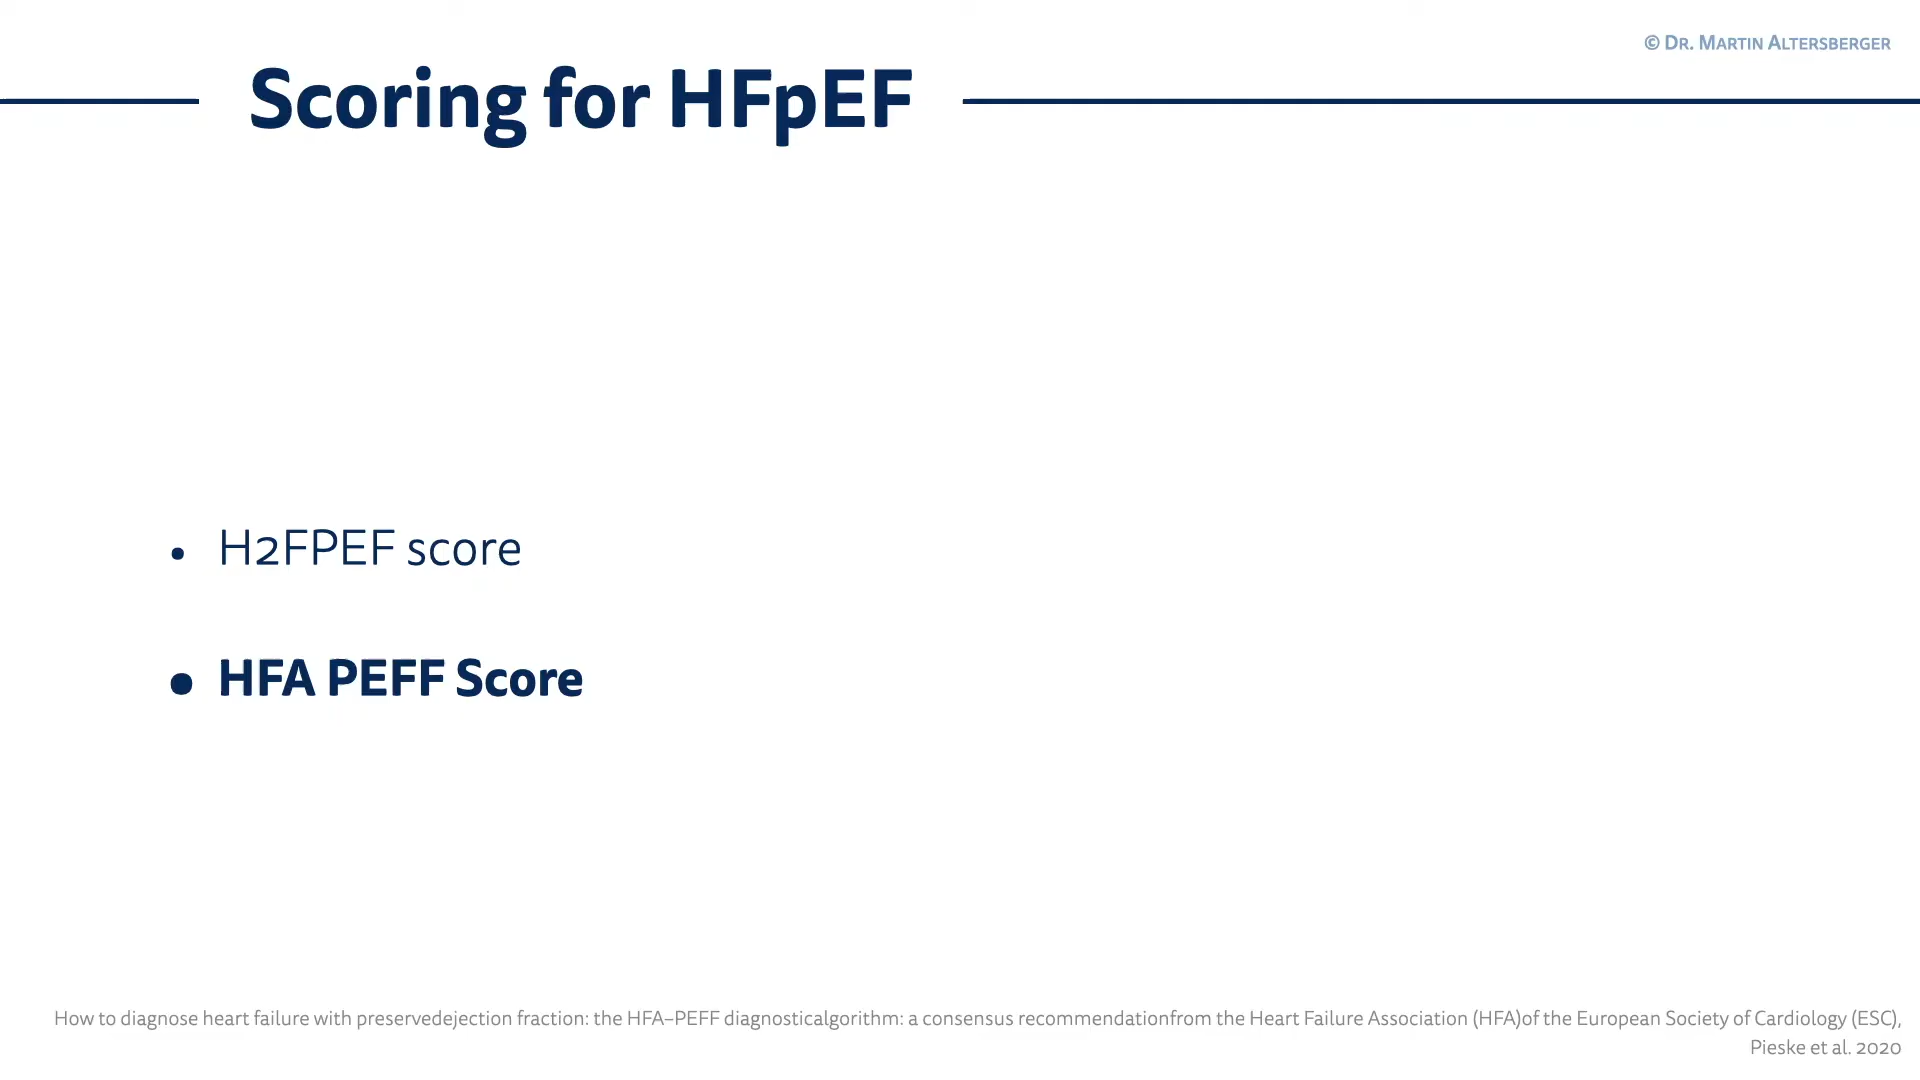 © Dr. Martin Altersberger
Scoring for HFpEF
• H2FPEF score
• HFA PEFF Score
How to diagnose heart failure with preservedejection fraction: the HFA–PEFF diagnosticalgorithm: a consensus recommendationfrom the Heart Failure Association (HFA)of the European Society of Cardiology (ESC),
Pieske et al. 2020